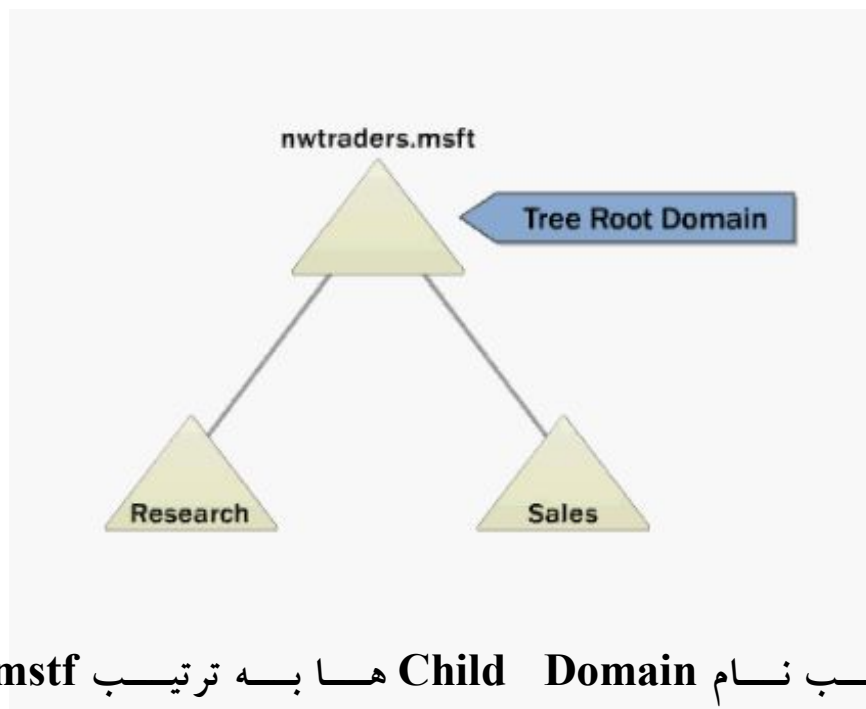 nwtraders.msft
Tree Root Domain
Research
Sales
نام Child Domain ها به ترتیب mstf